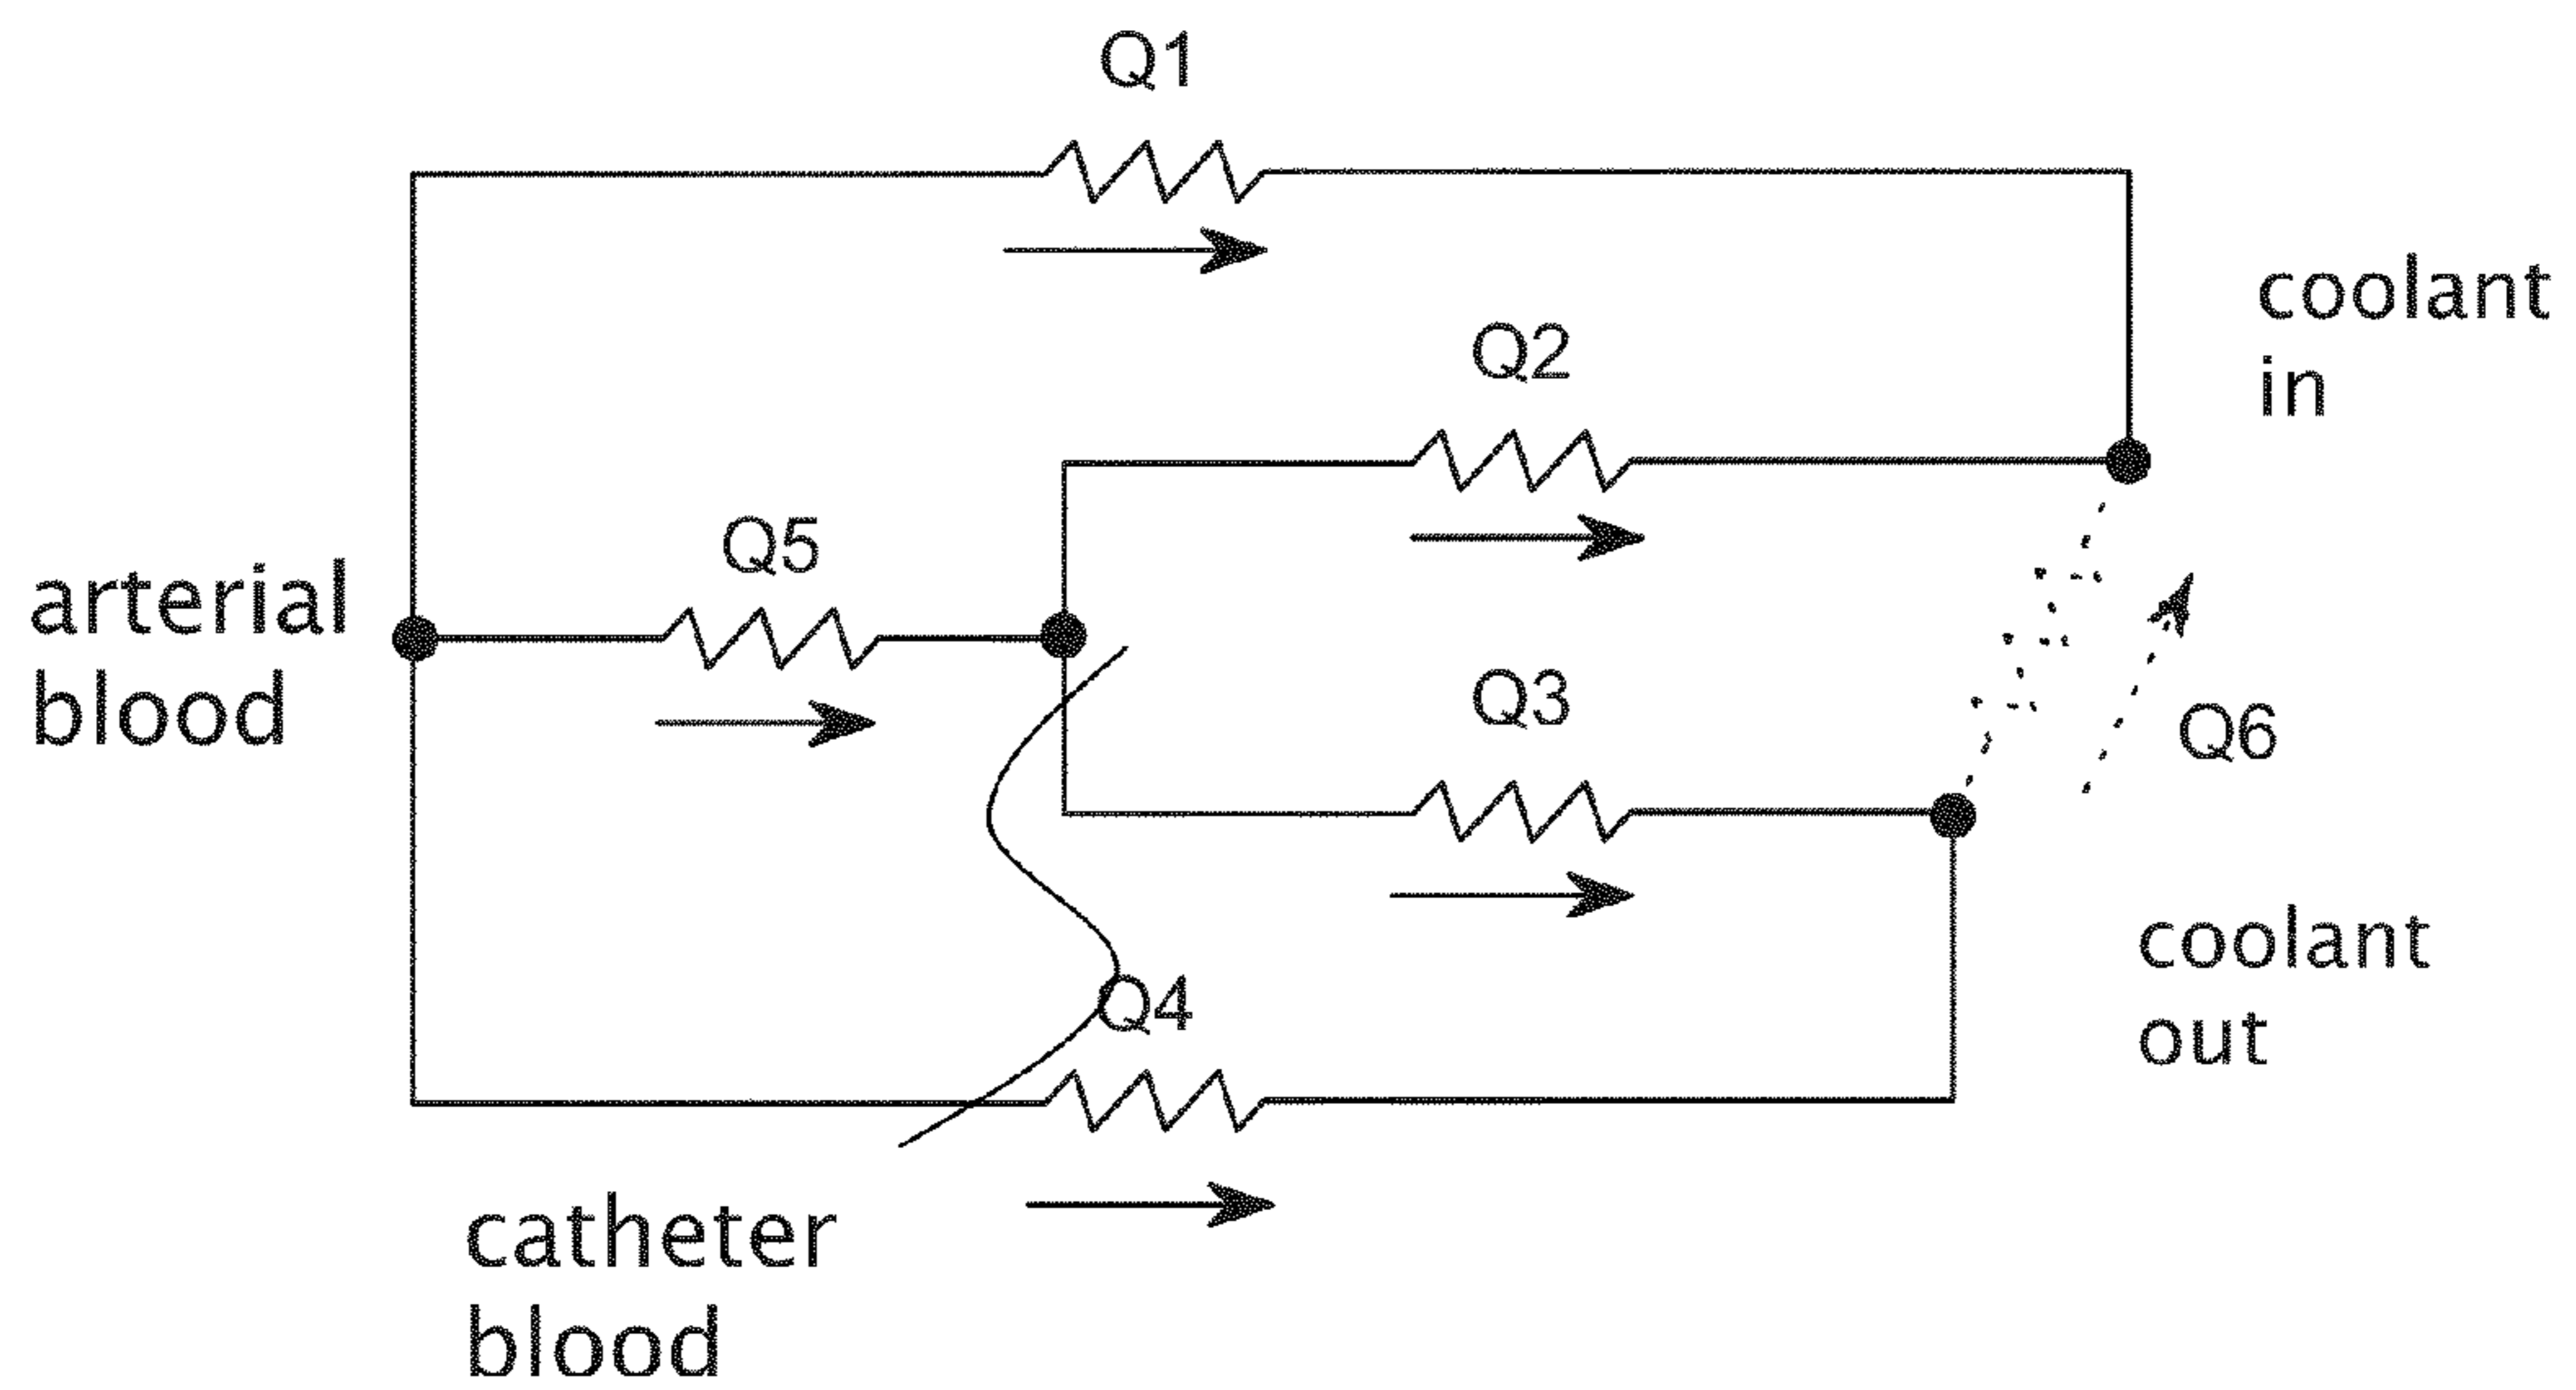 Q1
coolant
in
Q2
Q5
arterial
blood
Q3
Q6
coolant
out
Q4
catheter
blood